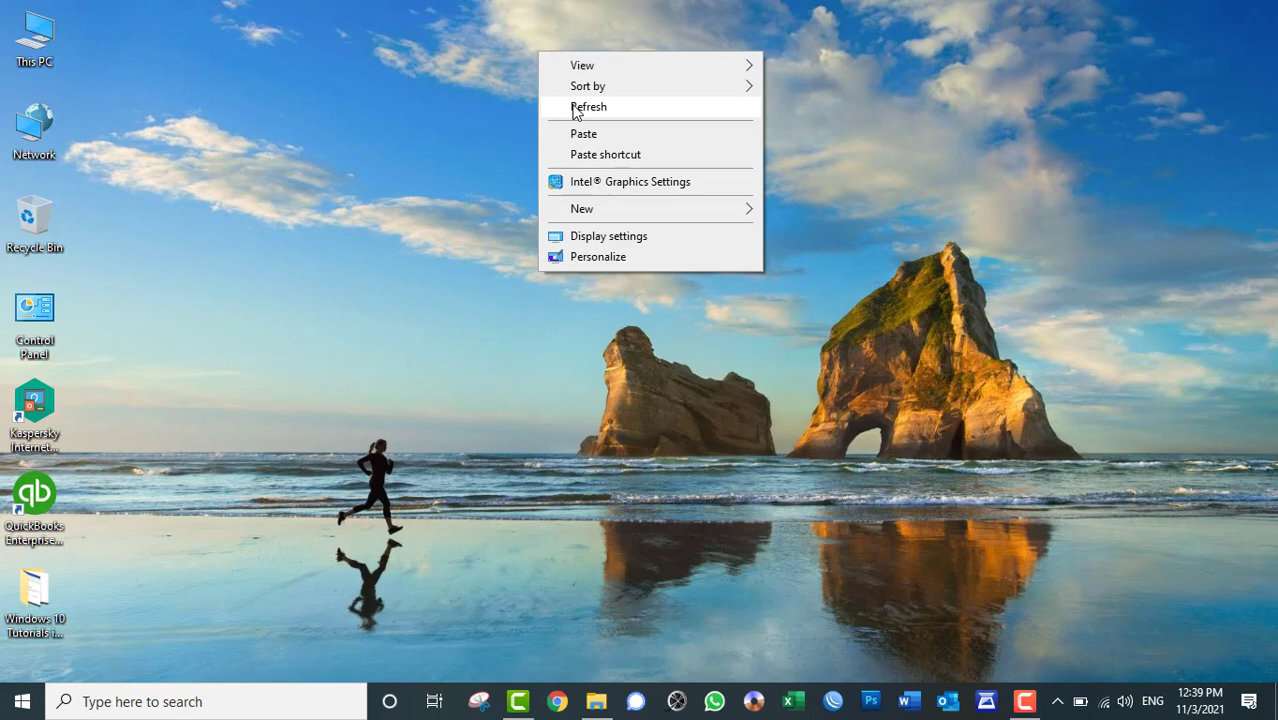 This PC
Network
Recycle Bin
Control
Panel
Kaspersky
Internet...
QuickBooks
Enterprise...
Windows 10
Tutorials i...
View
Sort by
Refresh
Paste
Paste shortcut
Intel® Graphics Settings
New
Display settings
Personalize
qb
Type here to search
Ps
ENG
12:39 PM
11/3/2021